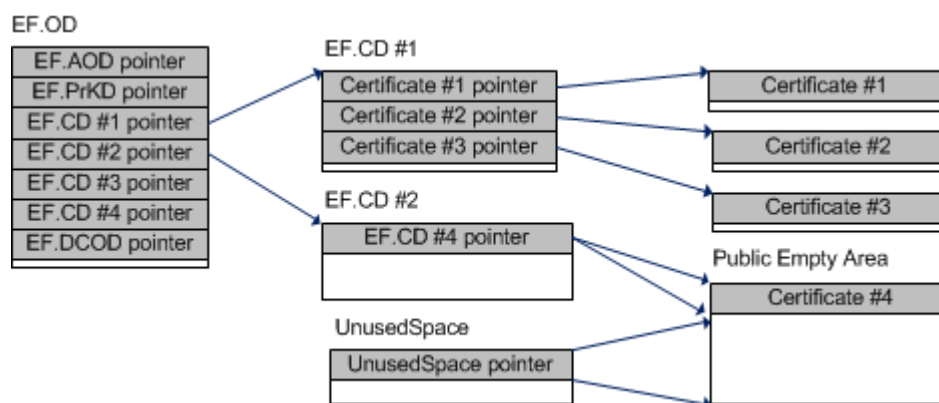 EF.OD
EF.AOD pointer
EF.PrKD pointer
EF.CD #1 pointer
EF.CD #2 pointer
EF.CD #3 pointer
EF.CD #4 pointer
EF.DCOD pointer
EF.CD #1
Certificate #1 pointer
Certificate #2 pointer
Certificate #3 pointer
EF.CD #2
EF.CD #4 pointer
UnusedSpace
UnusedSpace pointer
Certificate #1
Certificate #2
Certificate #3
Public Empty Area
Certificate #4